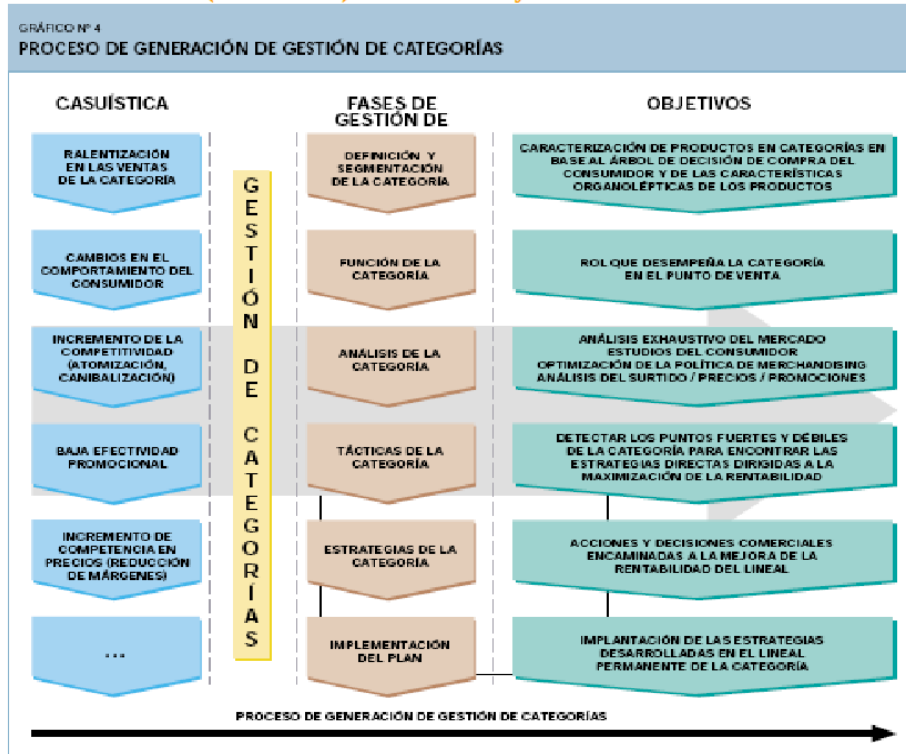 GRÁFICO Nº 4
PROCESO DE GENERACIÓN DE GESTIÓN DE CATEGORÍAS
CASUÍSTICA
RALENTIZACIÓN
EN LAS VENTAS
DE LA CATEGORÍA
CAMBIOS EN EL
COMPORTAMIENTO DEL
CONSUMIDOR
INCREMENTO DE LA
COMPETITIVIDAD
(ATOMIZACIÓN,
CANIBALIZACIÓN)
BAJA EFECTIVIDAD
PROMOCIONAL
INCREMENTO DE
COMPETENCIA EN
PRECIOS (REDUCCIÓN
DE MÁRGENES)
...
GESTIÓN DE CATEGORÍAS
FASES DE
GESTIÓN DE
DEFINICIÓN Y
SEGMENTACIÓN
DE LA CATEGORÍA
FUNCIÓN DE LA
CATEGORÍA
ANÁLISIS DE LA
CATEGORÍA
TÁCTICAS DE LA
CATEGORÍA
ESTRATEGIAS DE LA
CATEGORÍA
IMPLEMENTACIÓN
DEL PLAN
OBJETIVOS
CARACTERIZACIÓN DE PRODUCTOS EN CATEGORÍAS EN
BASE AL ÁRBOL DE DECISIÓN DE COMPRA DEL
CONSUMIDOR Y DE LAS CARACTERÍSTICAS
ORGANOLÉPTICAS DE LOS PRODUCTOS
ROL QUE DESEMPEÑA LA CATEGORÍA
EN EL PUNTO DE VENTA
ANÁLISIS EXHAUSTIVO DEL MERCADO
ESTUDIOS DEL CONSUMIDOR
OPTIMIZACIÓN DE LA POLÍTICA DE MERCHANDISING
ANÁLISIS DEL SURTIDO / PRECIOS / PROMOCIONES
DETECTAR LOS PUNTOS FUERTES Y DÉBILES
DE LA CATEGORÍA PARA ENCONTRAR LAS
ESTRATEGIAS DIRECTAS DIRIGIDAS A LA
MAXIMIZACIÓN DE LA RENTABILIDAD
ACCIONES Y DECISIONES COMERCIALES
ENCAMINADAS A LA MEJORA DE LA
RENTABILIDAD DEL LINEAL
IMPLANTACIÓN DE LAS ESTRATEGIAS
DESARROLLADAS EN EL LINEAL
PERMANENTE DE LA CATEGORÍA
PROCESO DE GENERACIÓN DE GESTIÓN DE CATEGORÍAS